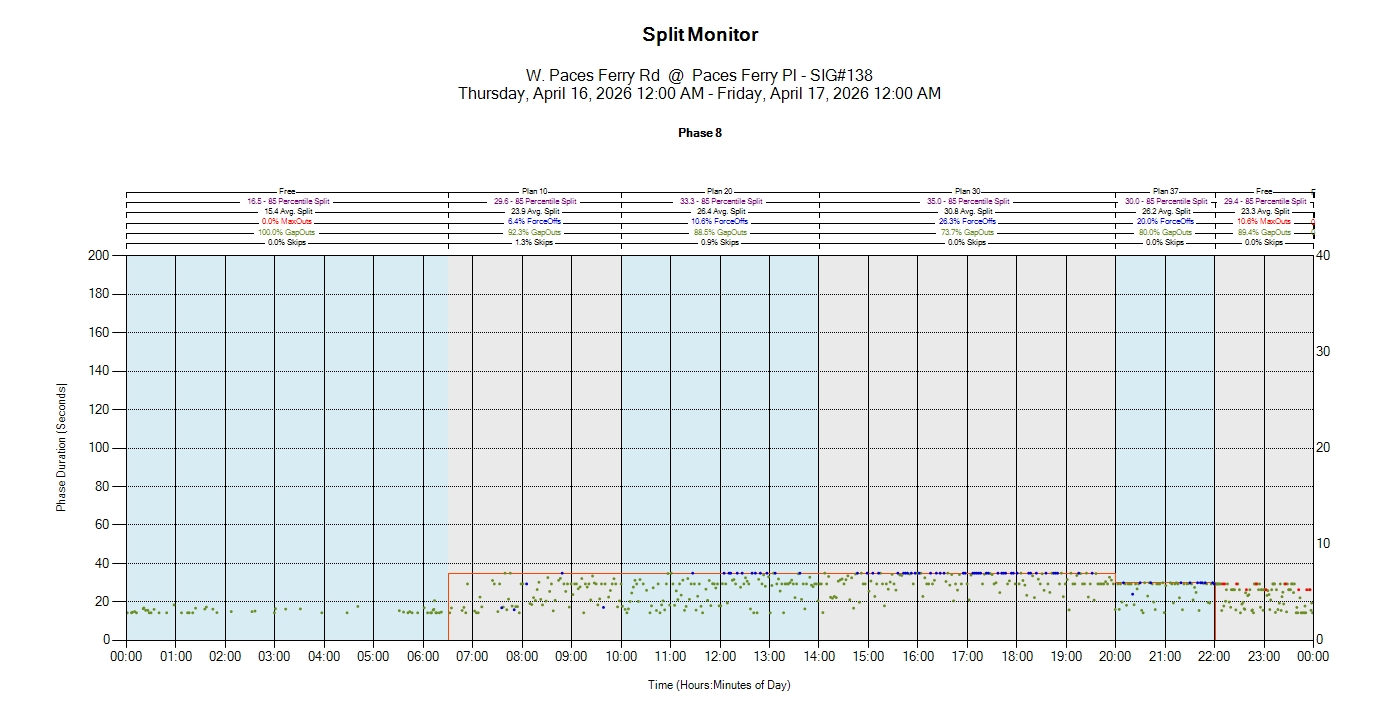 Split Monitor
W. Paces Ferry Rd @ Paces Ferry Pl - SIG#138
Thursday, April 16, 2026 12:00 AM - Friday, April 17, 2026 12:00 AM
Phase 8
Free Plan 10 Plan 20 Plan 30 Plan 37 Free
16.5 - 85 Percentile Split 29.6 - 85 Percentile Split 33.3 - 85 Percentile Split 35.0 - 85 Percentile Split 30.0 - 85 Percentile Split 29.4 - 85 Percentile Split
15.4 Avg. Split 23.9 Avg. Split 26.4 Avg. Split 30.8 Avg. Split 26.2 Avg. Split 23.3 Avg. Split
0.0% MaxOuts 6.4% ForceOffs 10.6% ForceOffs 26.3% ForceOffs 20.0% ForceOffs 10.6% MaxOuts
100.0% GapOuts 92.3% GapOuts 88.5% GapOuts 73.7% GapOuts 80.0% GapOuts 89.4% GapOuts
0.0% Skips 1.3% Skips 0.9% Skips 0.0% Skips 0.0% Skips 0.0% Skips
200 40
180
160
30
140
120
100 20
80
60
10
40
20
0 0
Phase Duration (Seconds)
00:00 01:00 02:00 03:00 04:00 05:00 06:00 07:00 08:00 09:00 10:00 11:00 12:00 13:00 14:00 15:00 16:00 17:00 18:00 19:00 20:00 21:00 22:00 23:00 00:00
Time (Hours:Minutes of Day)